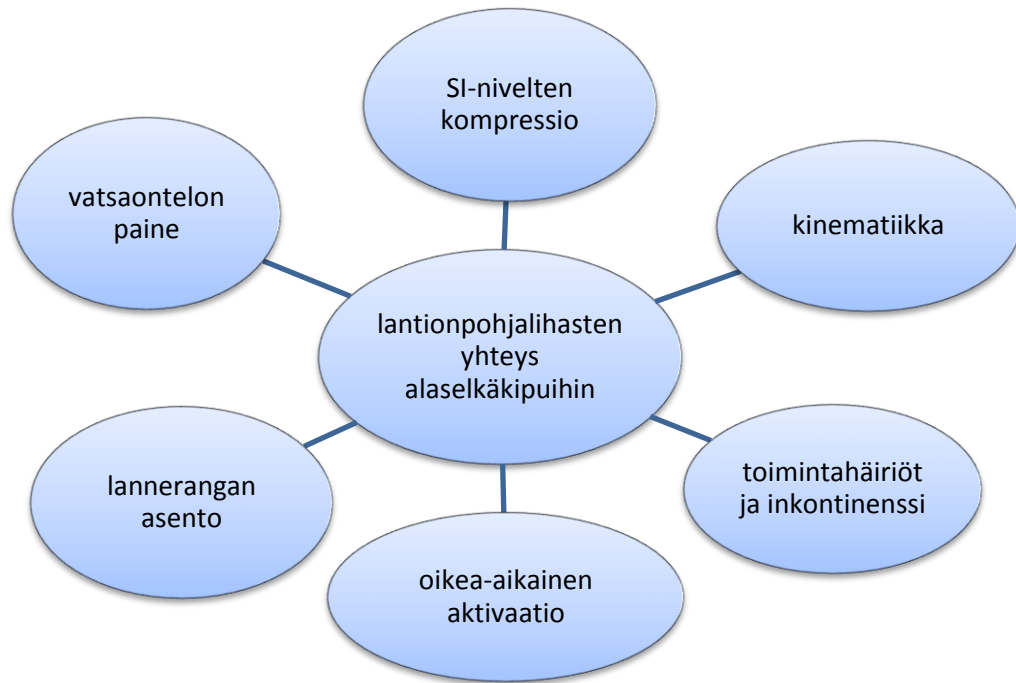 SI-nivelten
kompressio
vatsaontelon
paine
kinematiikka
lantionpohjalihasten
yhteys
alaselkäkipuihin
lannerangan
asento
toimintahäiriöt
ja inkontinenssi
oikea-aikainen
aktivaatio